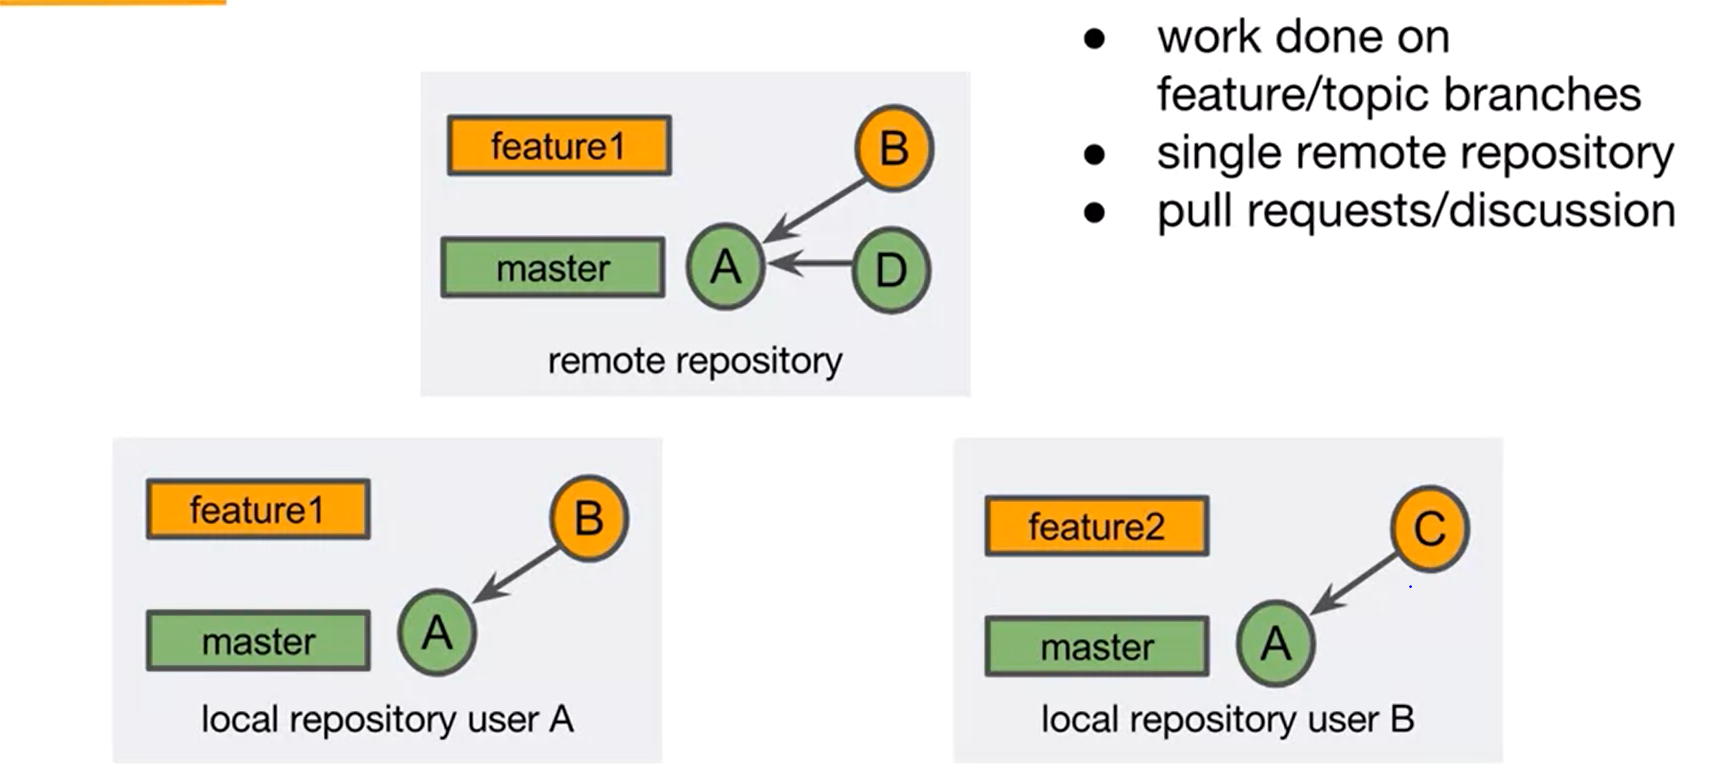 ● work done on
feature/topic branches
● single remote repository
● pull requests/discussion
feature1
B
master
A
D
remote repository
feature1
B
master
A
local repository user A
feature2
C
master
A
local repository user B